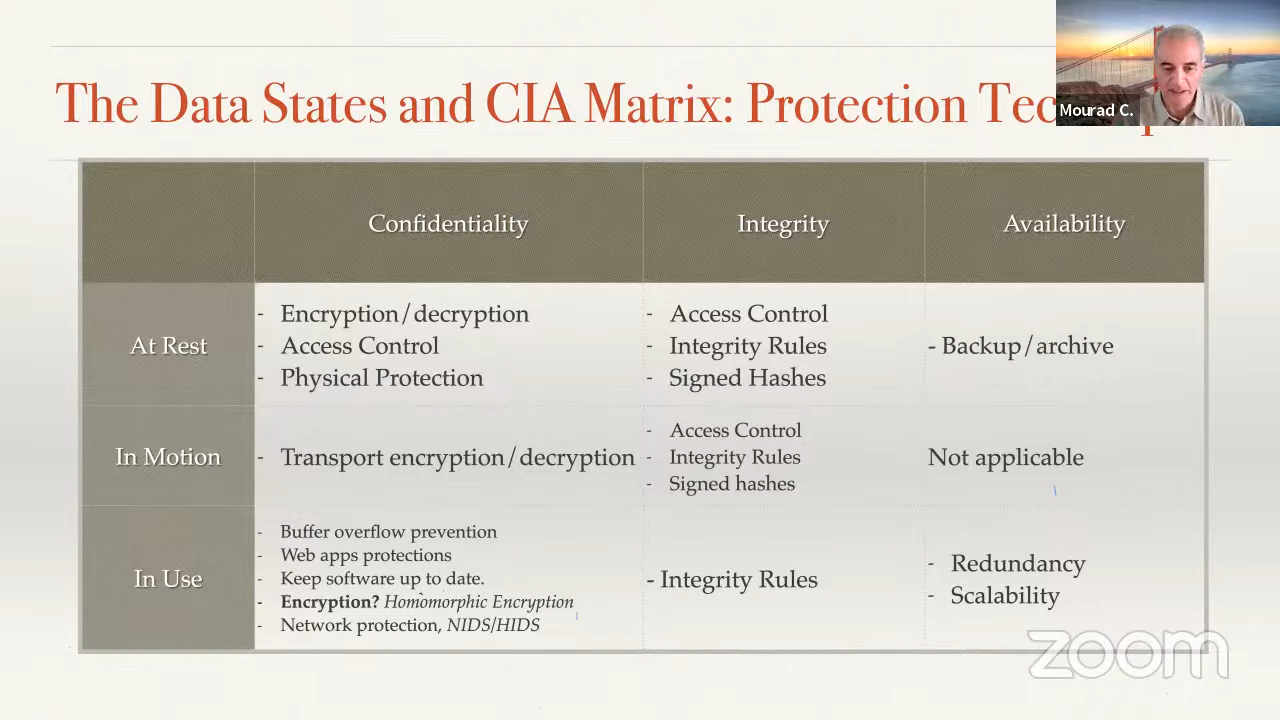 The Data States and CIA Matrix: Protection
Mourad C.
Confidentiality
Integrity
Availability
At Rest
- Encryption/decryption
- Access Control
- Physical Protection
- Access Control
- Integrity Rules
- Signed Hashes
- Backup/archive
In Motion
- Transport encryption/decryption
- Access Control
- Integrity Rules
- Signed hashes
Not applicable
In Use
- Buffer overflow prevention
- Web apps protections
- Keep software up to date.
- Encryption? Homomorphic Encryption
- Network protection, NIDS/HIDS
- Integrity Rules
- Redundancy
- Scalability
zoom